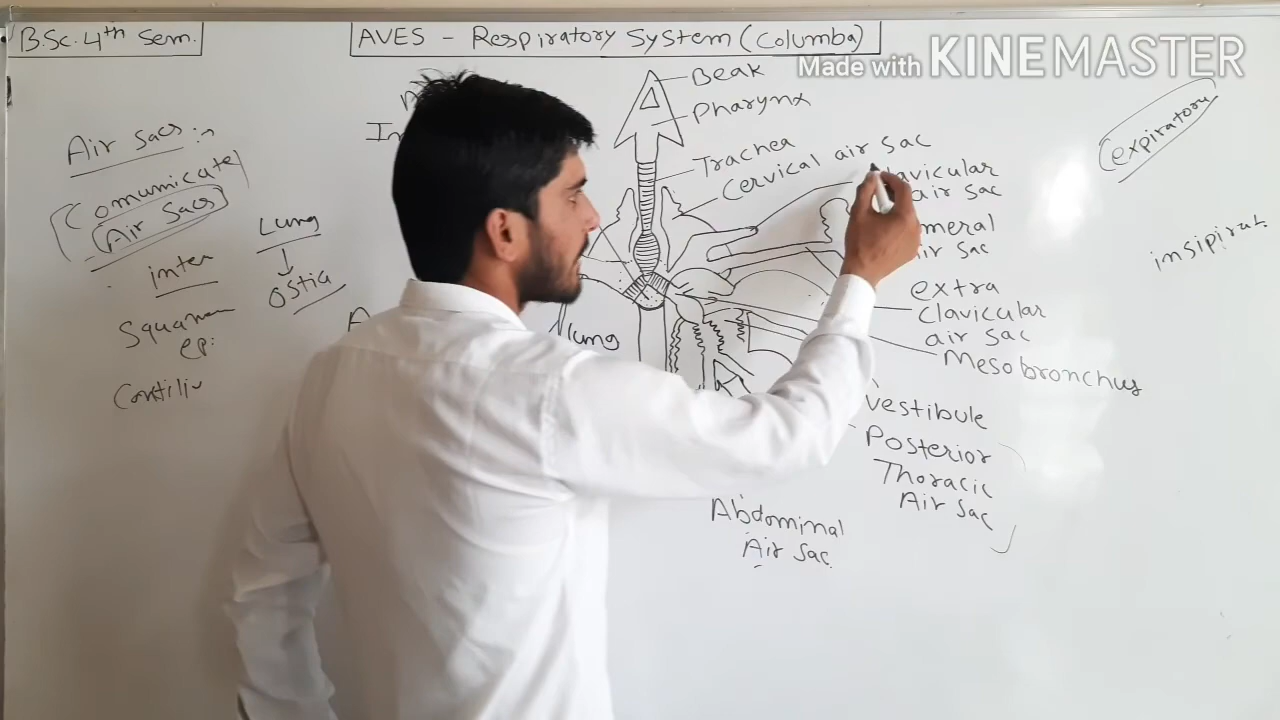 B.Sc. 4th Sem.
AVES - Respiratory System (Columba)
Made with KINEMASTER
Beak
Pharynx
Trachea
Cervical air sac
air sac
air sac
extra
Clavicular
air sac
Mesobronchus
Vestibule
Posterior
Thoracic
Air Sac
Abdominal
Air Sac
lung
Air Sacs :-
(Comumicate)
Air Sacs
inter
Squamam
ep:
Lung
↓
Ostia
expiratory